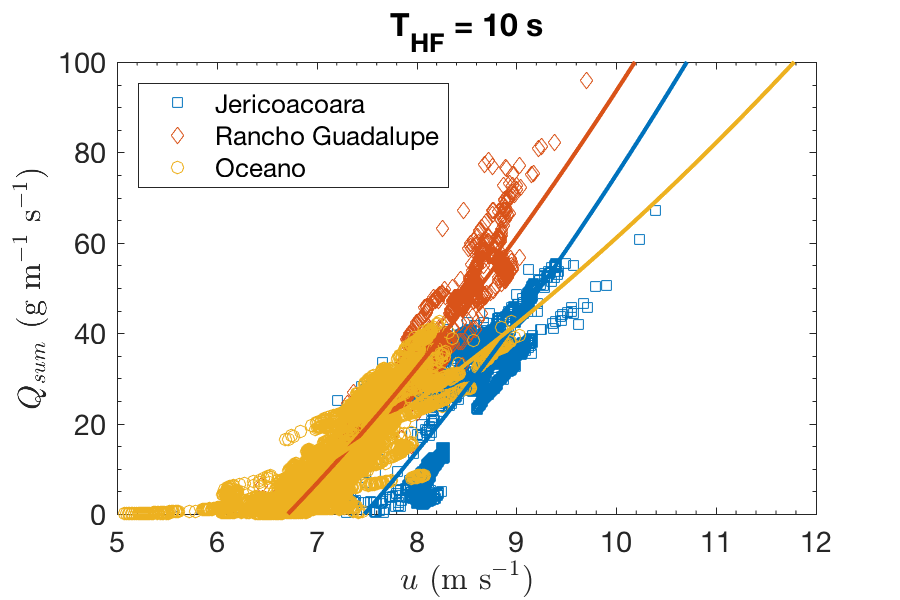 T_HF = 10 s
100
80
60
40
20
0
Q_sum (g m⁻¹ s⁻¹)
Jericoacoara
Rancho Guadalupe
Oceano
5 6 7 8 9 10 11 12
u (m s⁻¹)